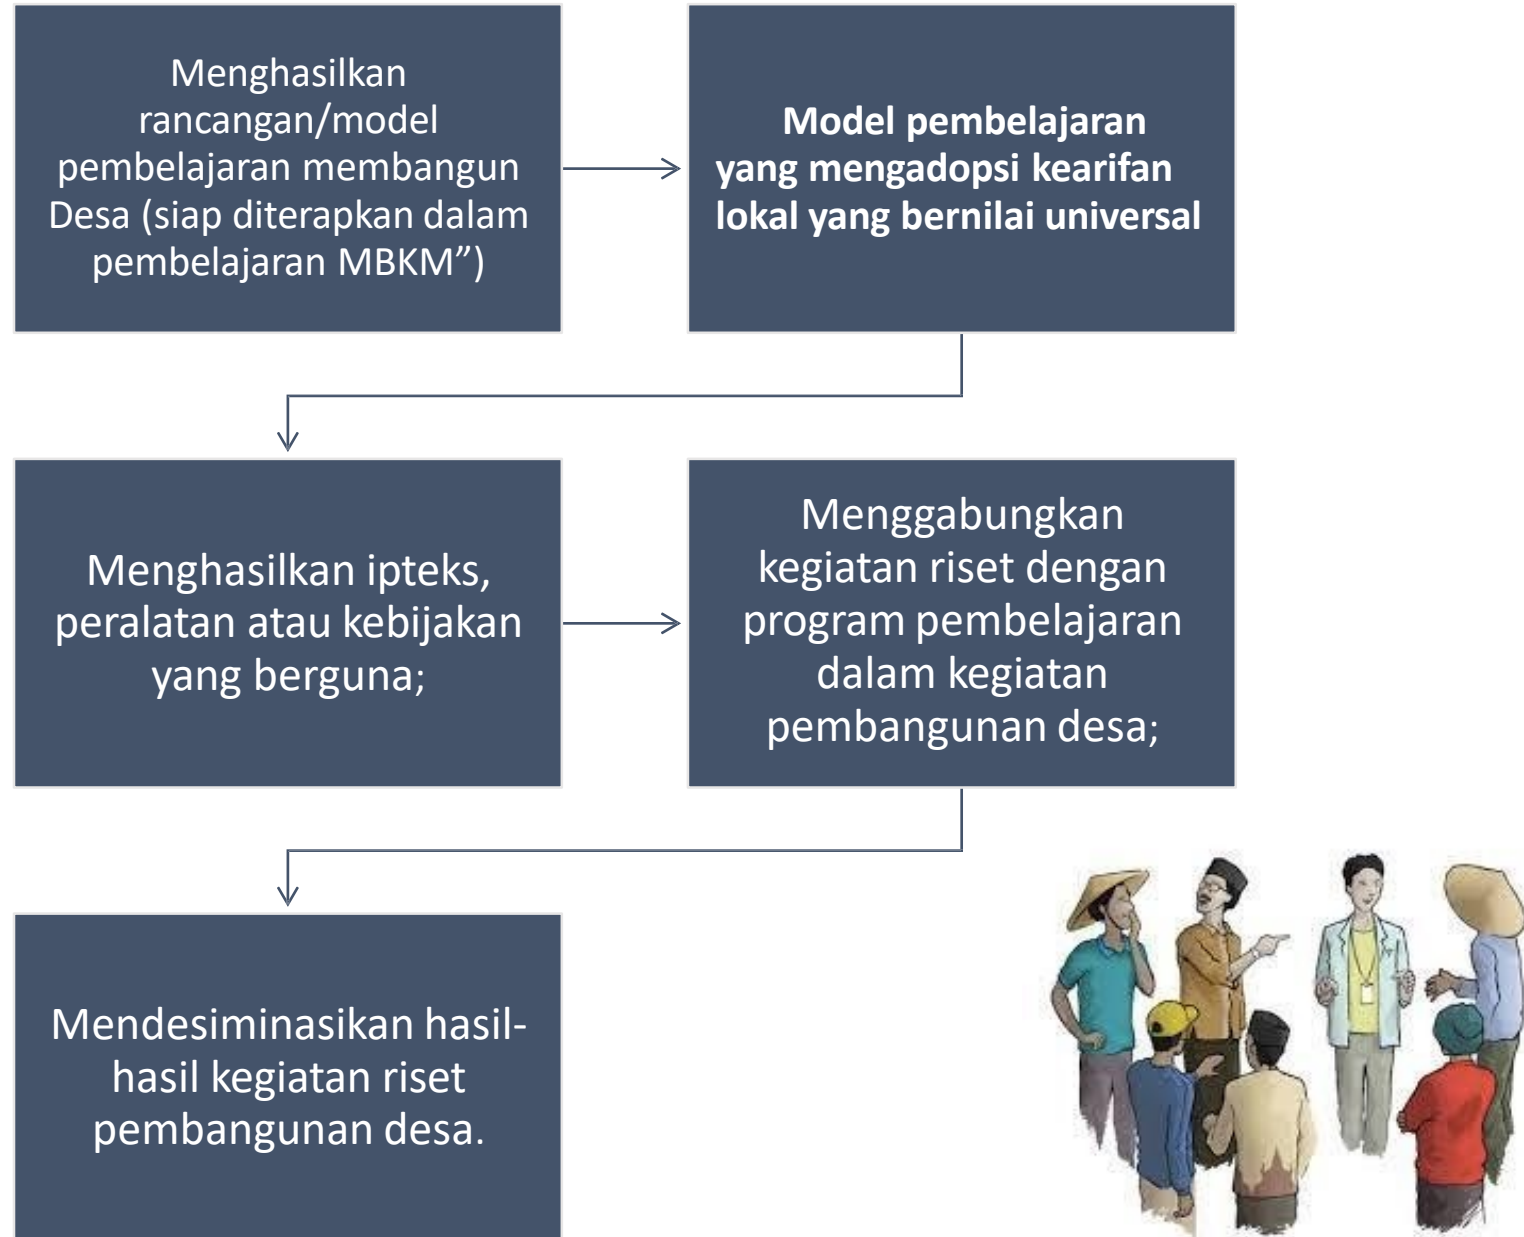 Menghasilkan
rancangan/model
pembelajaran membangun
Desa (siap diterapkan dalam
pembelajaran MBKM”)
Model pembelajaran
yang mengadopsi kearifan
lokal yang bernilai universal
Menghasilkan ipteks,
peralatan atau kebijakan
yang berguna;
Menggabungkan
kegiatan riset dengan
program pembelajaran
dalam kegiatan
pembangunan desa;
Mendesiminasikan hasil-
hasil kegiatan riset
pembangunan desa.